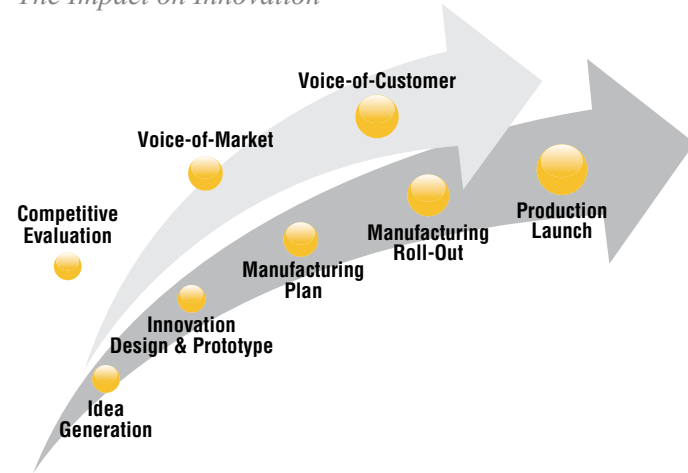 The Impact on Innovation
Voice-of-Customer
Voice-of-Market
Competitive
Evaluation
Production
Launch
Manufacturing
Roll-Out
Manufacturing
Plan
Innovation
Design & Prototype
Idea
Generation